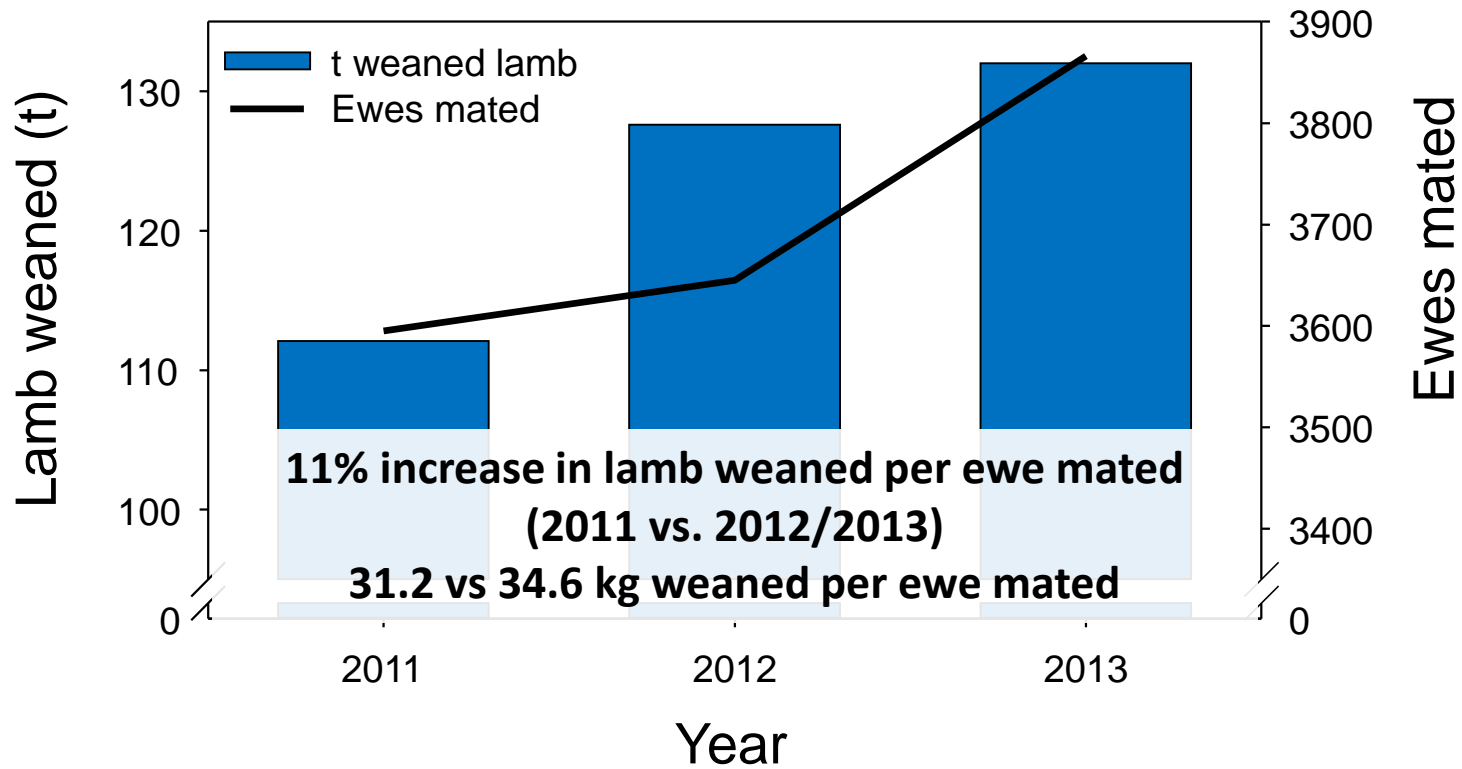 t weaned lamb
Ewes mated
Lamb weaned (t)
130
120
110
100
0
3900
3800
3700
3600
3500
3400
0
Ewes mated
11% increase in lamb weaned per ewe mated
(2011 vs. 2012/2013)
31.2 vs 34.6 kg weaned per ewe mated
2011
2012
2013
Year